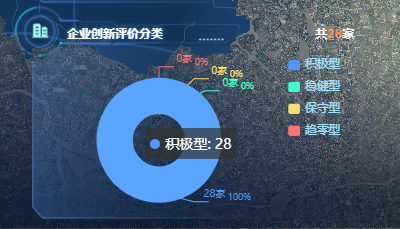 企业创新评价分类
共28家
0家 0%
0家 0%
0家 0%
积极型
稳健型
保守型
趋零型
积极型: 28
28家 100%